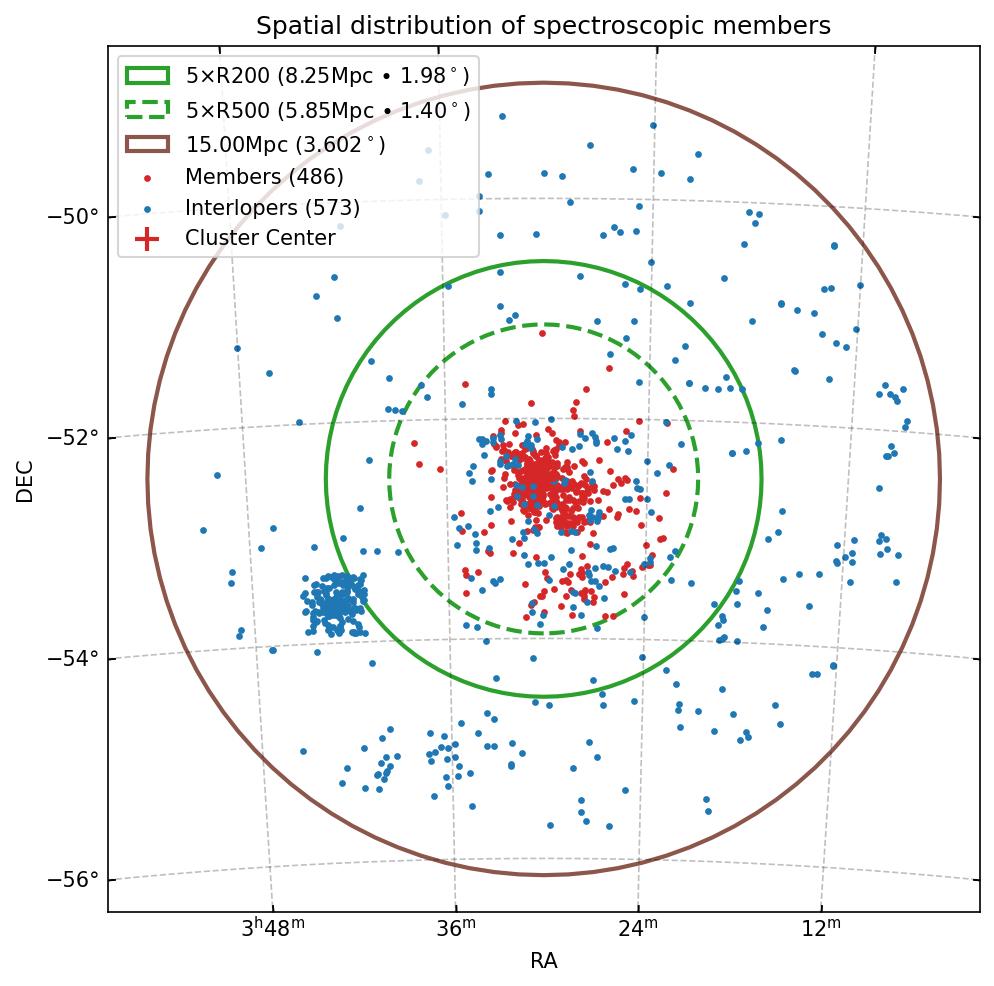 Spatial distribution of spectroscopic members
5×R200 (8.25Mpc • 1.98°)
5×R500 (5.85Mpc • 1.40°)
15.00Mpc (3.602°)
Members (486)
Interlopers (573)
Cluster Center
−50°
−52°
−54°
−56°
DEC
3ʰ48ᵐ 36ᵐ 24ᵐ 12ᵐ
RA